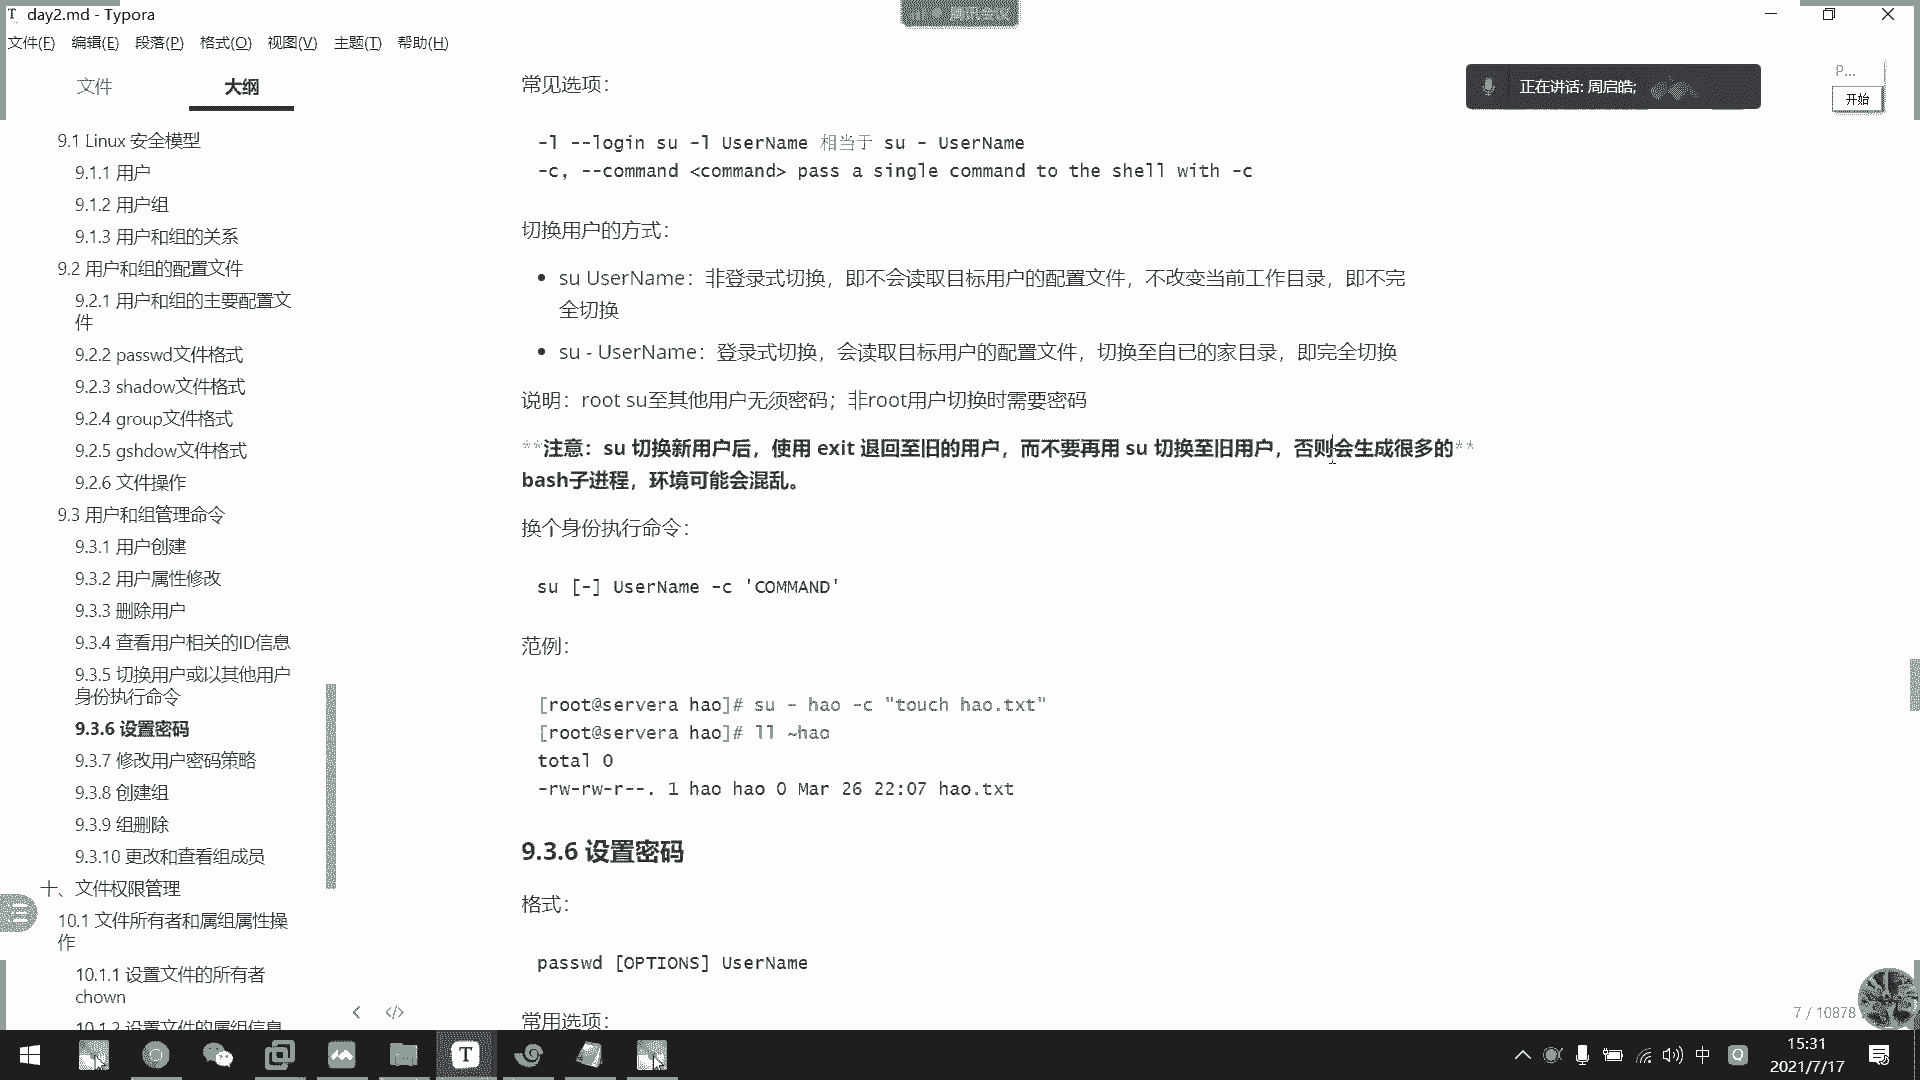 day2.md - Typora
腾讯会议
文件(F) 编辑(E) 段落(P) 格式(O) 视图(V) 主题(T) 帮助(H)
文件 大纲
9.1 Linux 安全模型
9.1.1 用户
9.1.2 用户组
9.1.3 用户和组的关系
9.2 用户和组的配置文件
9.2.1 用户和组的主要配置文
件
9.2.2 passwd文件格式
9.2.3 shadow文件格式
9.2.4 group文件格式
9.2.5 gshdow文件格式
9.2.6 文件操作
9.3 用户和组管理命令
9.3.1 用户创建
9.3.2 用户属性修改
9.3.3 删除用户
9.3.4 查看用户相关的ID信息
9.3.5 切换用户或以其他用户
身份执行命令
9.3.6 设置密码
9.3.7 修改用户密码策略
9.3.8 创建组
9.3.9 组删除
9.3.10 更改和查看组成员
十、文件权限管理
10.1 文件所有者和属组属性操
作
10.1.1 设置文件的所有者
chown
10.1.2 设置文件的属组信息
常见选项：
-l --login su -l UserName 相当于 su - UserName
-c, --command <command> pass a single command to the shell with -c
切换用户的方式：
su UserName：非登录式切换，即不会读取目标用户的配置文件，不改变当前工作目录，即不完
全切换
su - UserName：登录式切换，会读取目标用户的配置文件，切换至自已的家目录，即完全切换
说明：root su至其他用户无须密码；非root用户切换时需要密码
**注意：su 切换新用户后，使用 exit 退回至旧的用户，而不要再用 su 切换至旧用户，否则会生成很多的**
bash子进程，环境可能会混乱。
换个身份执行命令：
su [-] UserName -c 'COMMAND'
范例：
[root@servera hao]# su - hao -c "touch hao.txt"
[root@servera hao]# ll ~hao
total 0
-rw-rw-r--. 1 hao hao 0 Mar 26 22:07 hao.txt
9.3.6 设置密码
格式：
passwd [OPTIONS] UserName
常用选项：
正在讲话: 周启皓;
P...
开始
7 / 10878
中
15:31
2021/7/17